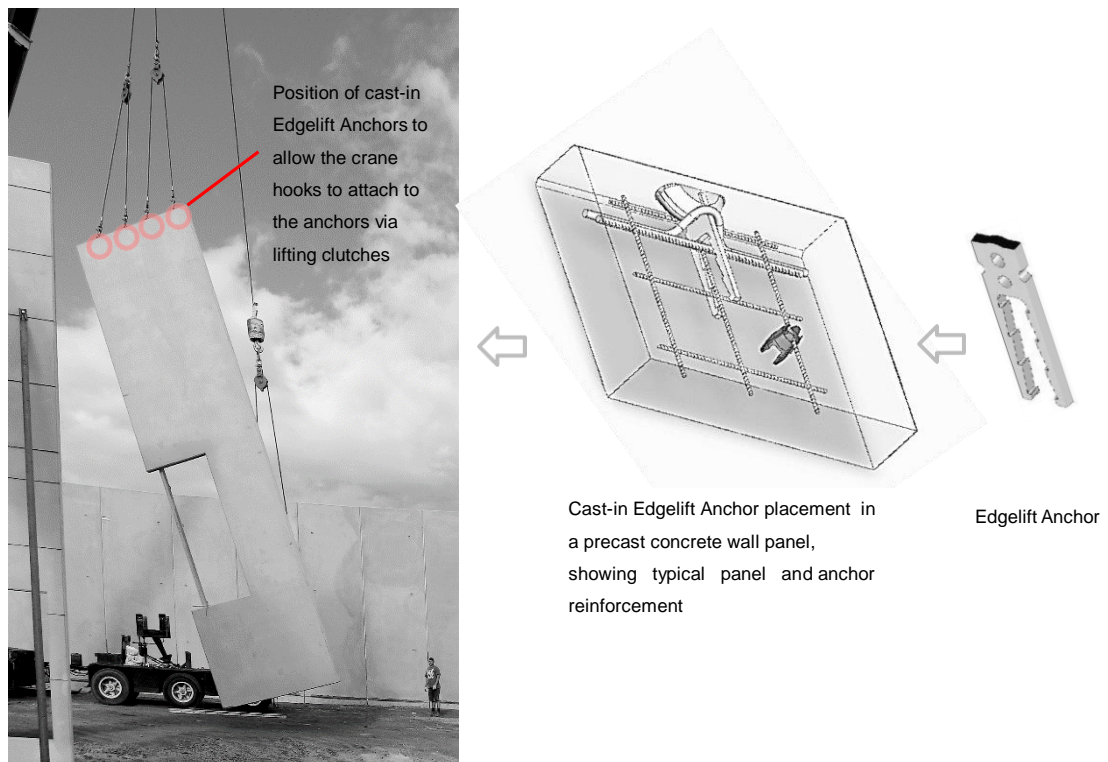 Position of cast-in
Edgelift Anchors to
allow the crane
hooks to attach to
the anchors via
lifting clutches
Cast-in Edgelift Anchor placement in
a precast concrete wall panel,
showing typical panel and anchor
reinforcement
Edgelift Anchor